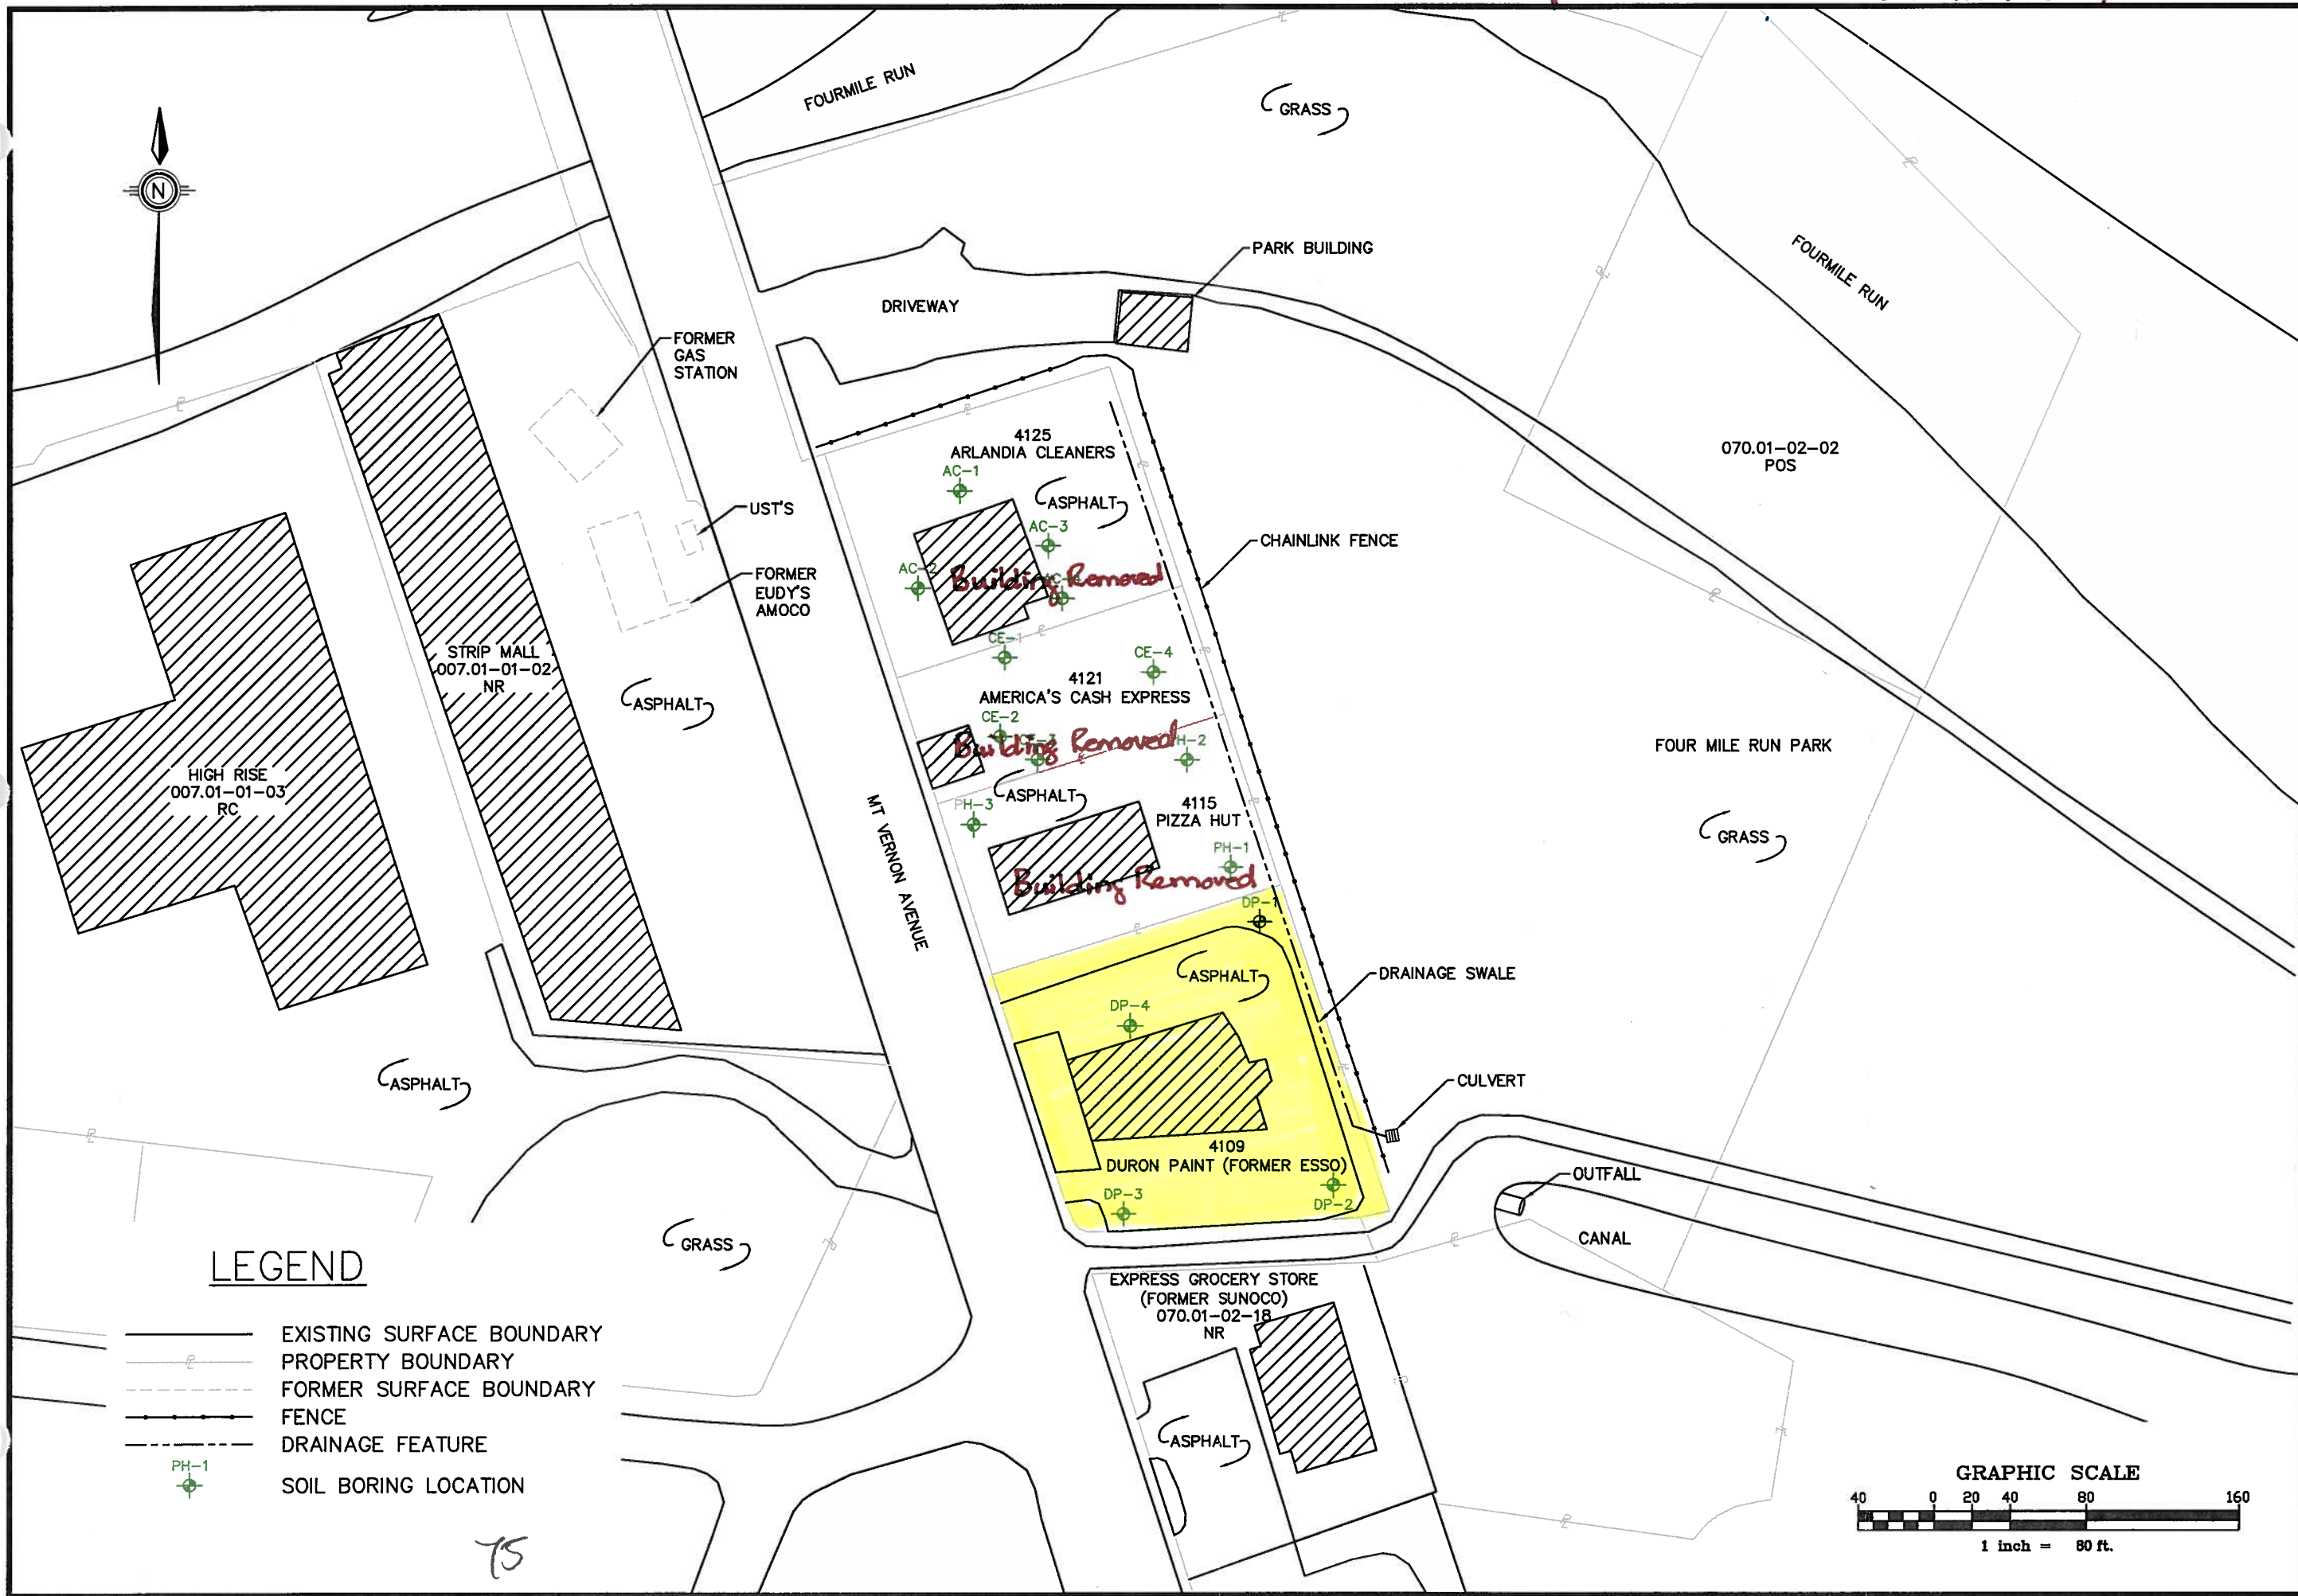 FOURMILE RUN
GRASS
N
PARK BUILDING
FOURMILE RUN
DRIVEWAY
FORMER
GAS
STATION
4125
ARLANDIA CLEANERS
AC-1
ASPHALT
070.01-02-02
POS
UST'S
AC-3
CHAINLINK FENCE
AC-2
Building Removed
FORMER
EUDY'S
AMOCO
CE-1
STRIP MALL
007.01-01-02
NR
CE-4
4121
AMERICA'S CASH EXPRESS
ASPHALT
CE-2
Building Removed
H-2
FOUR MILE RUN PARK
HIGH RISE
007.01-01-03
RC
ASPHALT
PH-3
4115
PIZZA HUT
MT VERNON AVENUE
GRASS
PH-1
Building Removed
DP-1
ASPHALT
DRAINAGE SWALE
DP-4
ASPHALT
CULVERT
4109
DURON PAINT (FORMER ESSO)
DP-3
DP-2
OUTFALL
GRASS
CANAL
EXPRESS GROCERY STORE
(FORMER SUNOCO)
070.01-02-18
NR
ASPHALT
LEGEND
EXISTING SURFACE BOUNDARY
PROPERTY BOUNDARY
FORMER SURFACE BOUNDARY
FENCE
DRAINAGE FEATURE
PH-1
SOIL BORING LOCATION
GRAPHIC SCALE
40 0 20 40 80 160
1 inch = 80 ft.